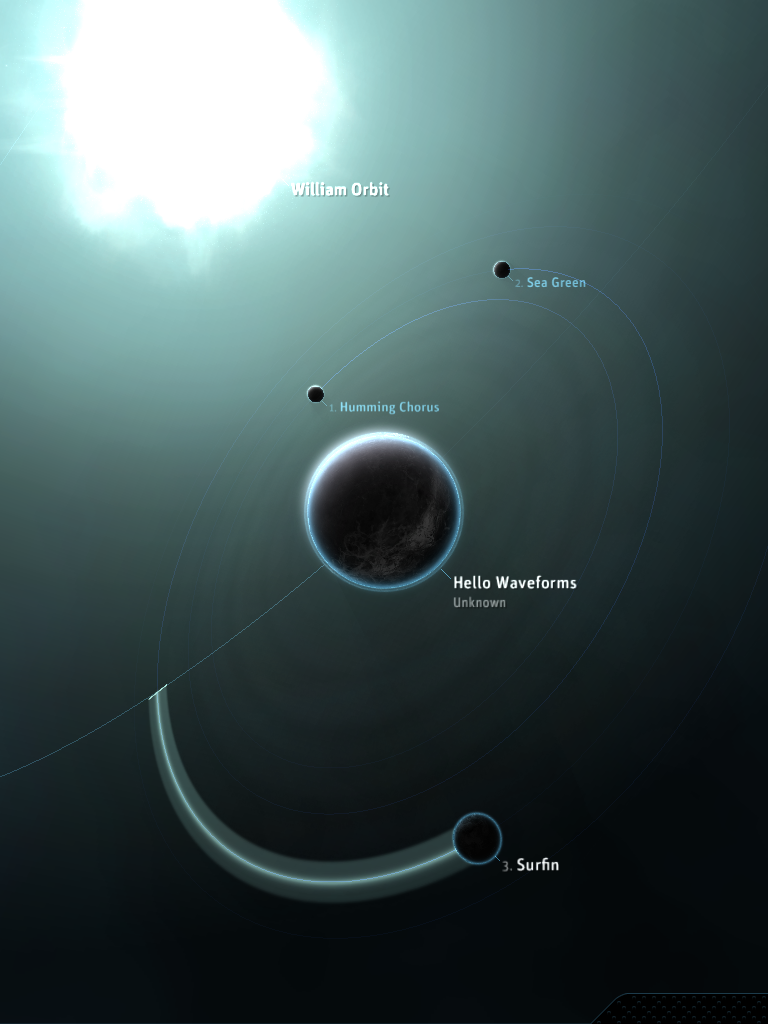 William Orbit
2. Sea Green
1. Humming Chorus
Hello Waveforms
Unknown
3. Surfin